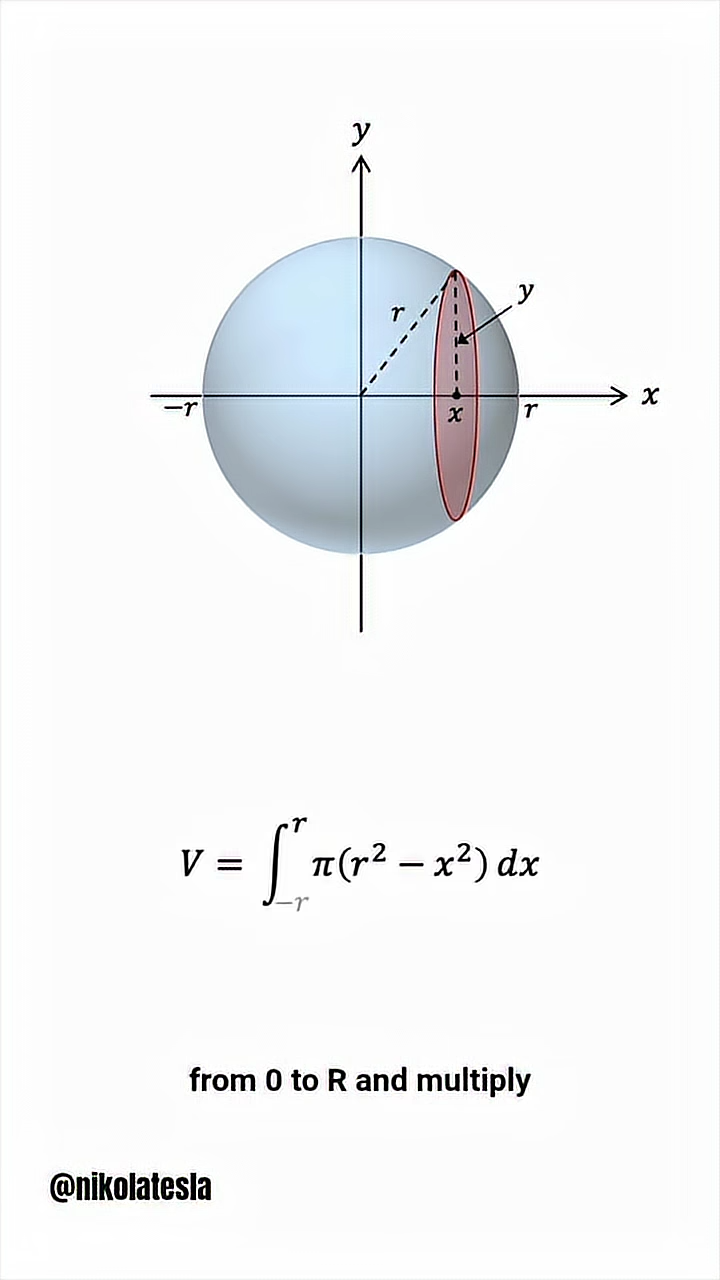 y
r
y
−r
x
r
x
V = ∫_{−r}^{r} π(r² − x²) dx
from 0 to R and multiply
@nikolatesla